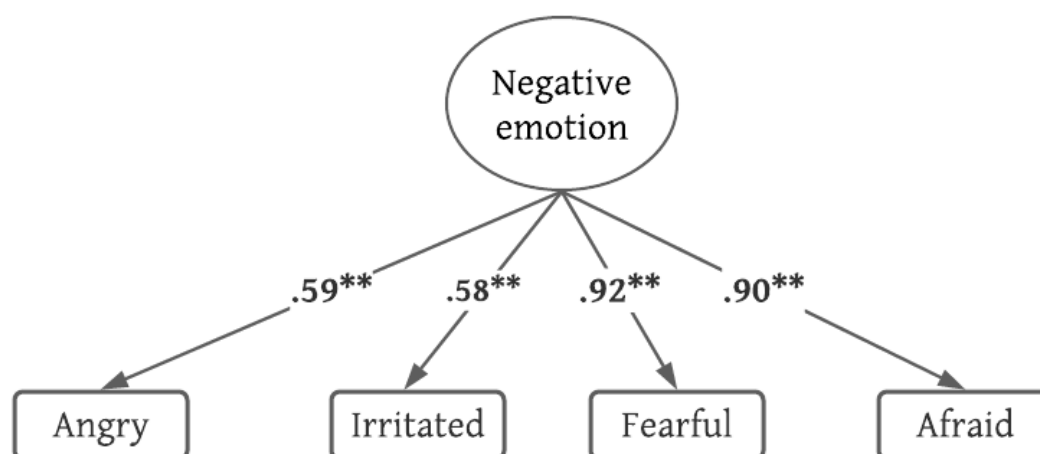 Negative
emotion
.59** .58** .92** .90**
Angry Irritated Fearful Afraid